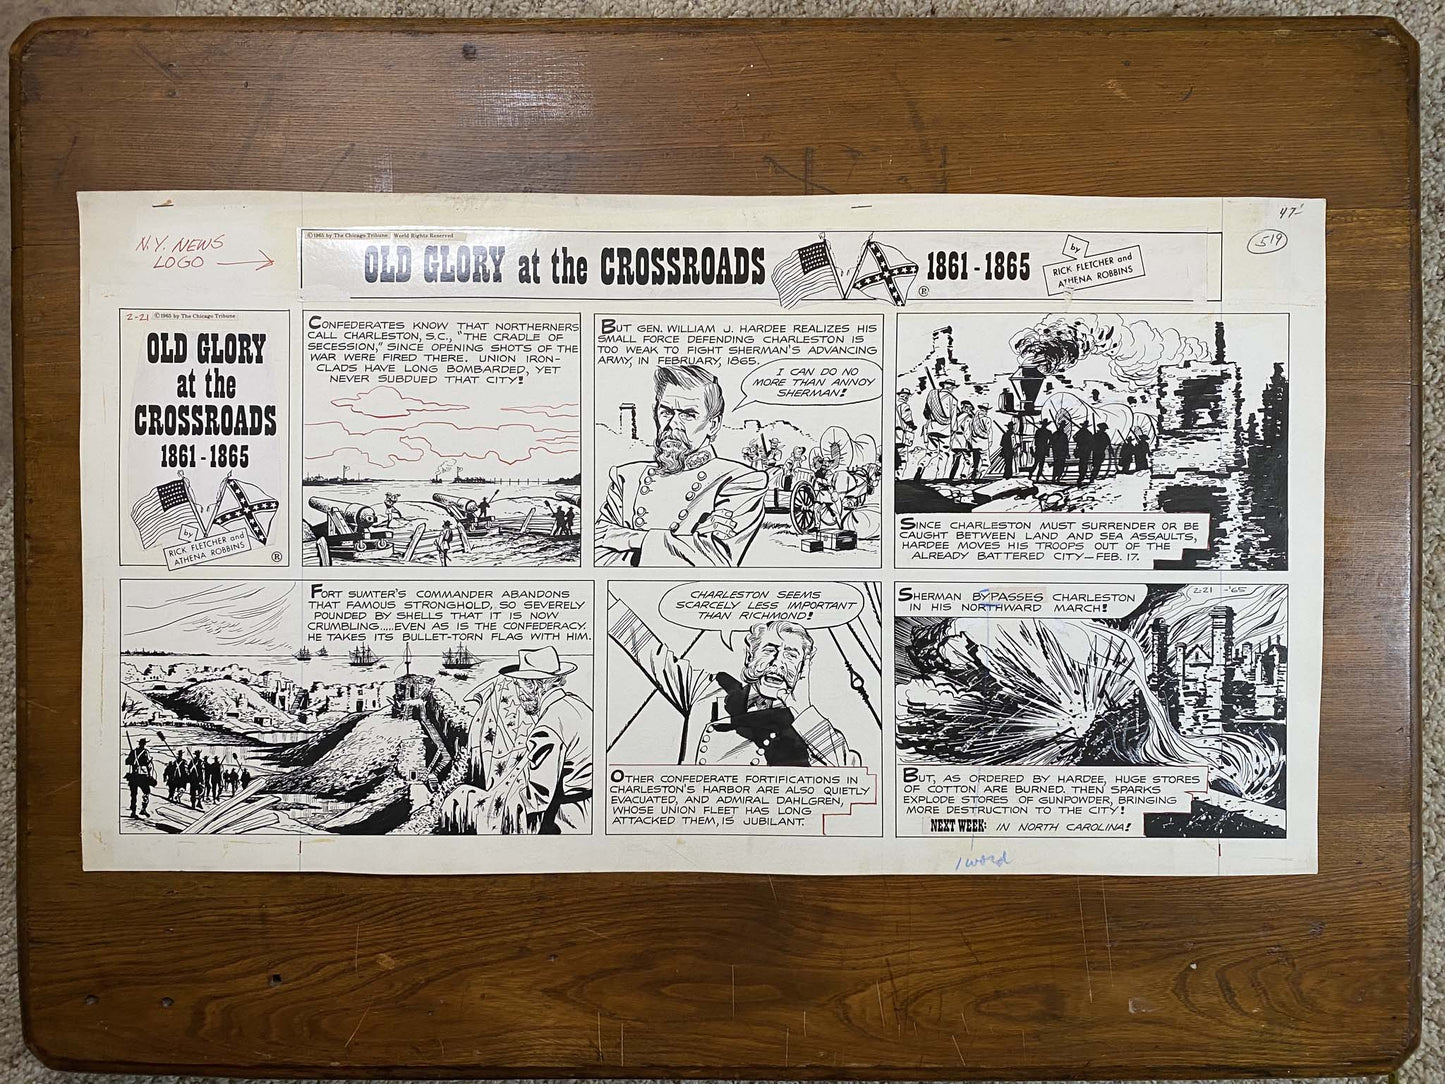 47-
519
N.Y. NEWS
LOGO
©1965 by The Chicago Tribune World Rights Reserved
OLD GLORY at the CROSSROADS 1861-1865
®
by
RICK FLETCHER and
ATHENA ROBBINS
2-21 ©1965 by The Chicago Tribune
OLD GLORY
at the
CROSSROADS
1861-1865
by
RICK FLETCHER and
ATHENA ROBBINS
®
CONFEDERATES KNOW THAT NORTHERNERS
CALL CHARLESTON, S.C., "THE CRADLE OF
SECESSION," SINCE OPENING SHOTS OF THE
WAR WERE FIRED THERE. UNION IRON-
CLADS HAVE LONG BOMBARDED, YET
NEVER SUBDUED THAT CITY!
BUT GEN. WILLIAM J. HARDEE REALIZES HIS
SMALL FORCE DEFENDING CHARLESTON IS
TOO WEAK TO FIGHT SHERMAN'S ADVANCING
ARMY, IN FEBRUARY, 1865.
I CAN DO NO
MORE THAN ANNOY
SHERMAN!
SINCE CHARLESTON MUST SURRENDER OR BE
CAUGHT BETWEEN LAND AND SEA ASSAULTS,
HARDEE MOVES HIS TROOPS OUT OF THE
ALREADY BATTERED CITY—FEB. 17.
FORT SUMTER'S COMMANDER ABANDONS
THAT FAMOUS STRONGHOLD, SO SEVERELY
POUNDED BY SHELLS THAT IT IS NOW
CRUMBLING.....EVEN AS IS THE CONFEDERACY.
HE TAKES ITS BULLET-TORN FLAG WITH HIM.
CHARLESTON SEEMS
SCARCELY LESS IMPORTANT
THAN RICHMOND!
OTHER CONFEDERATE FORTIFICATIONS IN
CHARLESTON'S HARBOR ARE ALSO QUIETLY
EVACUATED, AND ADMIRAL DAHLGREN,
WHOSE UNION FLEET HAS LONG
ATTACKED THEM, IS JUBILANT.
SHERMAN BYPASSES CHARLESTON
IN HIS NORTHWARD MARCH!
2-21 -'65
BUT, AS ORDERED BY HARDEE, HUGE STORES
OF COTTON ARE BURNED. THEN SPARKS
EXPLODE STORES OF GUNPOWDER, BRINGING
MORE DESTRUCTION TO THE CITY!
NEXT WEEK: IN NORTH CAROLINA!
1 word